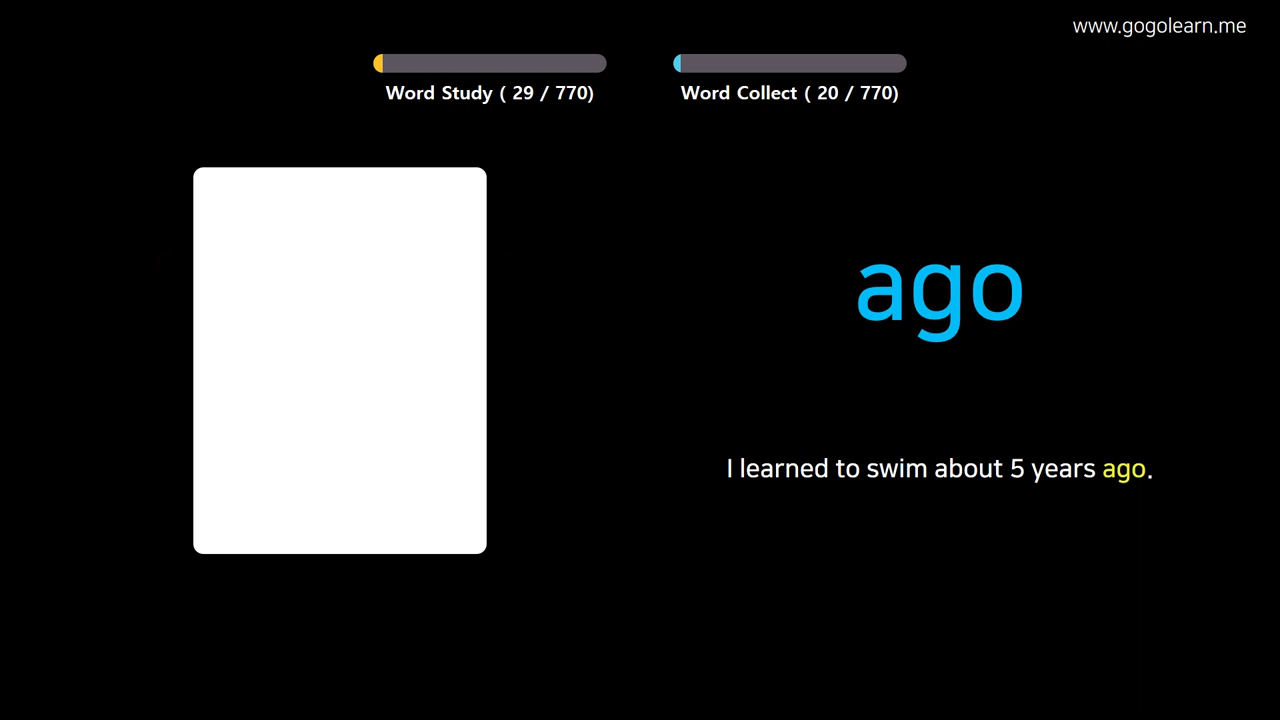 www.gogolearn.me
Word Study ( 29 / 770)
Word Collect ( 20 / 770)
ago
I learned to swim about 5 years ago.